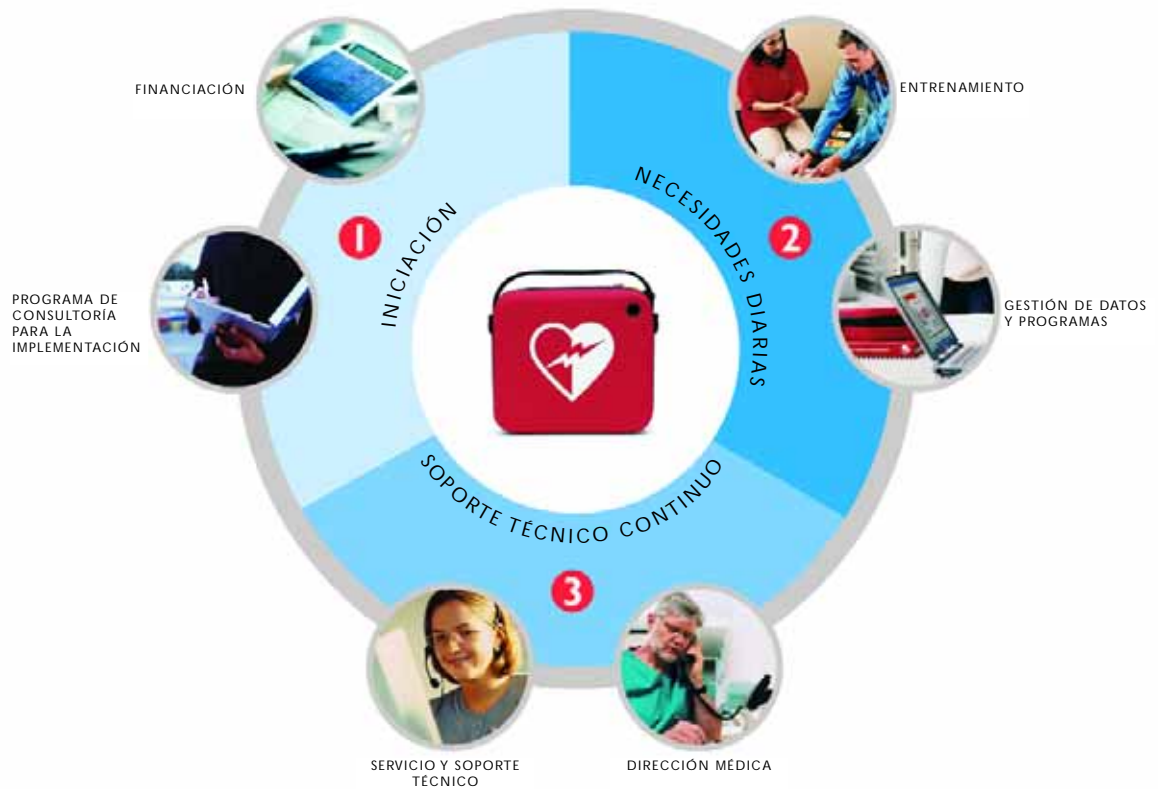 FINANCIACIÓN
ENTRENAMIENTO
1
INICIACIÓN
NECESIDADES DIARIAS
2
PROGRAMA DE
CONSULTORÍA
PARA LA
IMPLEMENTACIÓN
GESTIÓN DE DATOS
Y PROGRAMAS
SOPORTE TÉCNICO CONTINUO
3
SERVICIO Y SOPORTE
TÉCNICO
DIRECCIÓN MÉDICA